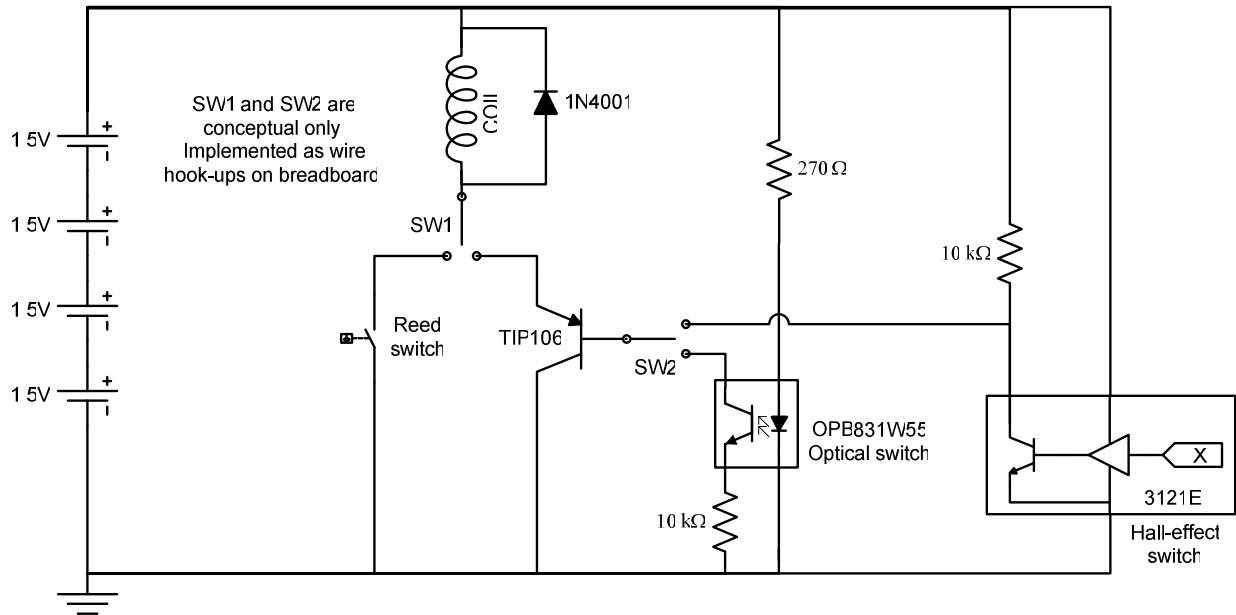 SW1 and SW2 are
conceptual only
Implemented as wire
hook-ups on breadboard
1 5V
+
1 5V
+
1 5V
+
1 5V
+
COIL
1N4001
SW1
Reed
switch
TIP106
SW2
270 Ω
10 kΩ
OPB831W55
Optical switch
10 kΩ
X
3121E
Hall-effect
switch